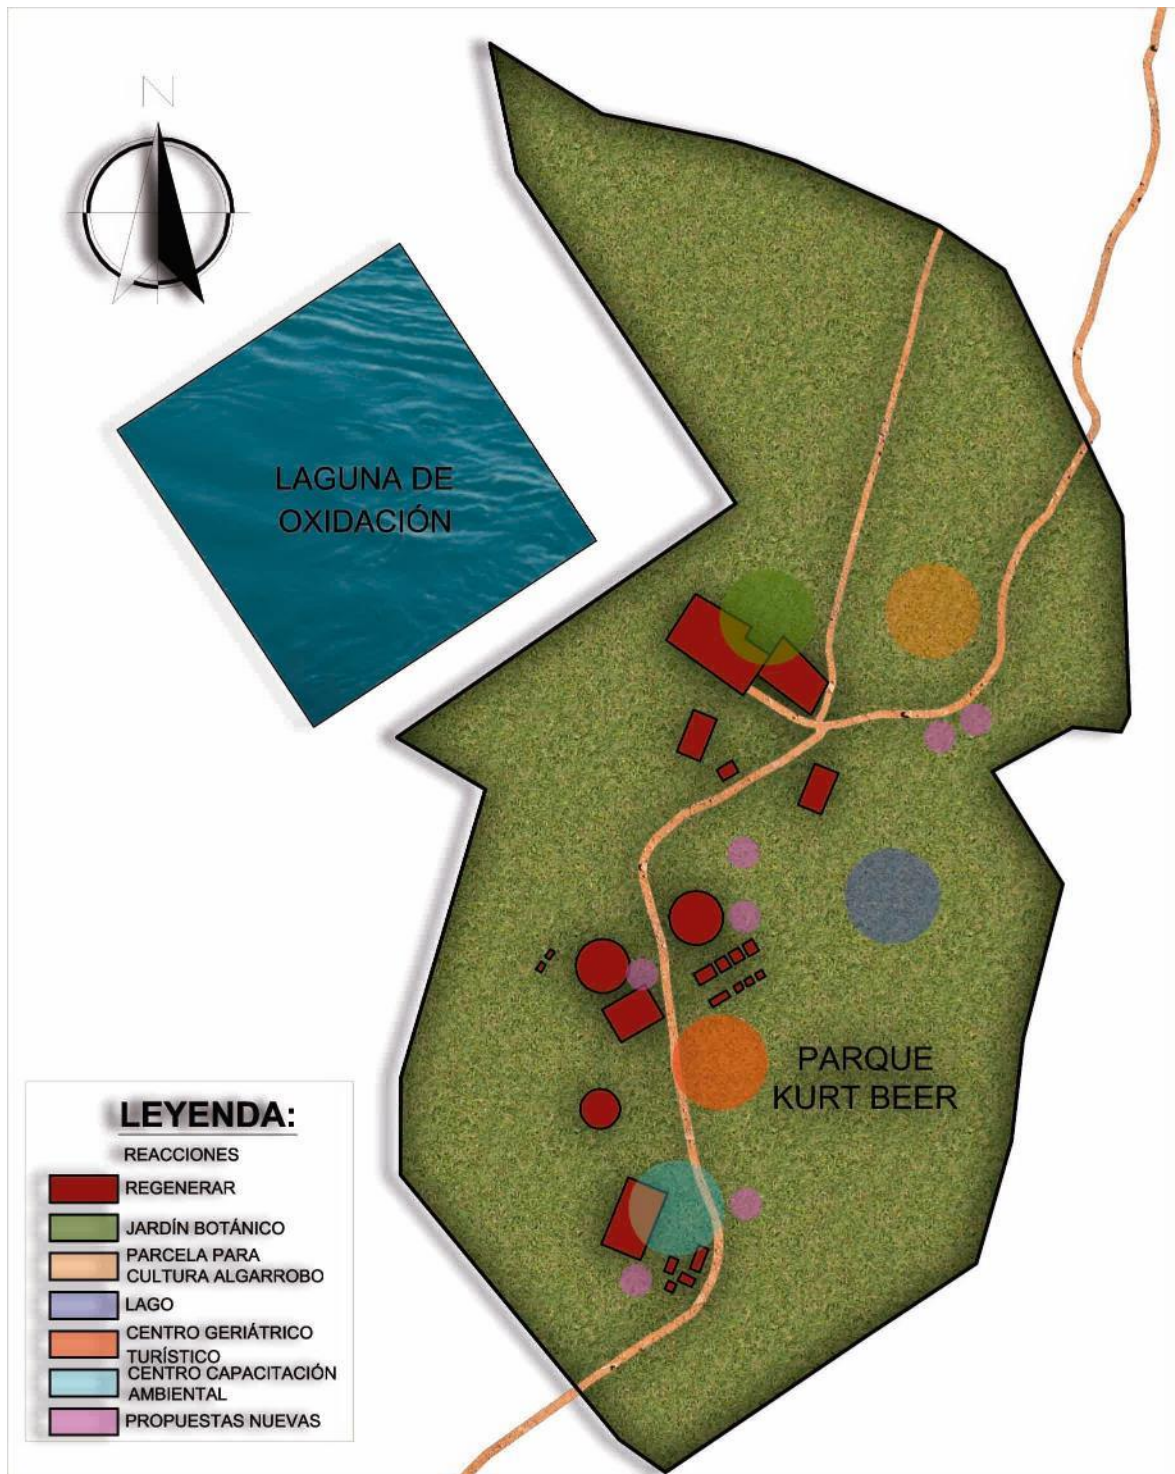 N
LAGUNA DE
OXIDACIÓN
PARQUE
KURT BEER
LEYENDA:
REACCIONES
REGENERAR
JARDÍN BOTÁNICO
PARCELA PARA
CULTURA ALGARROBO
LAGO
CENTRO GERIÁTRICO
TURÍSTICO
CENTRO CAPACITACIÓN
AMBIENTAL
PROPUESTAS NUEVAS